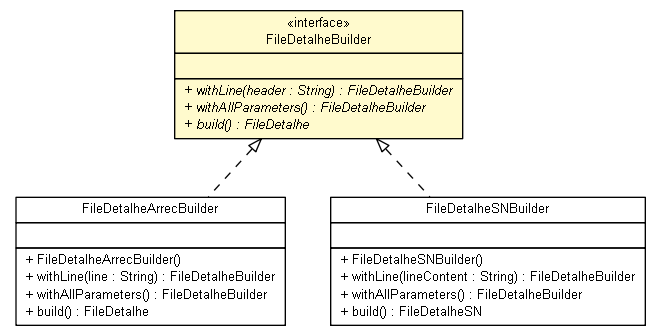 «interface»
FileDetalheBuilder
+ withLine(header : String) : FileDetalheBuilder
+ withAllParameters() : FileDetalheBuilder
+ build() : FileDetalhe
FileDetalheArrecBuilder
+ FileDetalheArrecBuilder()
+ withLine(line : String) : FileDetalheBuilder
+ withAllParameters() : FileDetalheBuilder
+ build() : FileDetalhe
FileDetalheSNBuilder
+ FileDetalheSNBuilder()
+ withLine(lineContent : String) : FileDetalheBuilder
+ withAllParameters() : FileDetalheBuilder
+ build() : FileDetalheSN